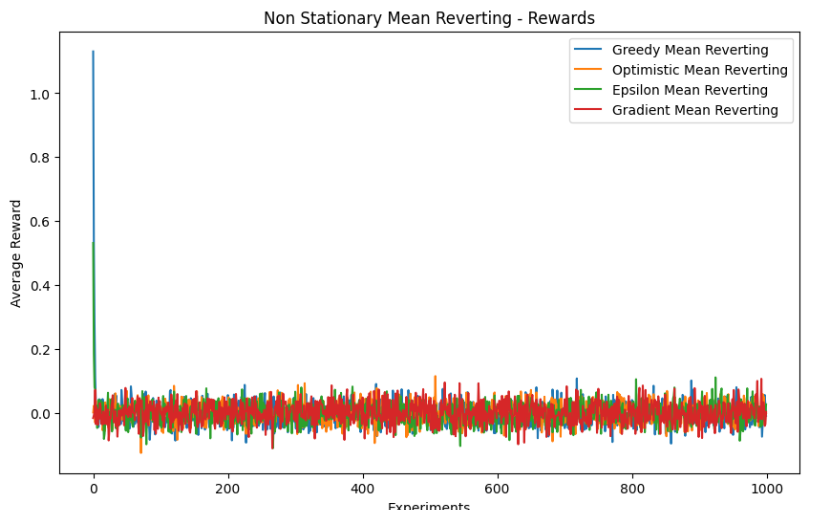 Non Stationary Mean Reverting - Rewards
Greedy Mean Reverting
Optimistic Mean Reverting
Epsilon Mean Reverting
Gradient Mean Reverting
Average Reward
1.0
0.8
0.6
0.4
0.2
0.0
0 200 400 600 800 1000
Experiments